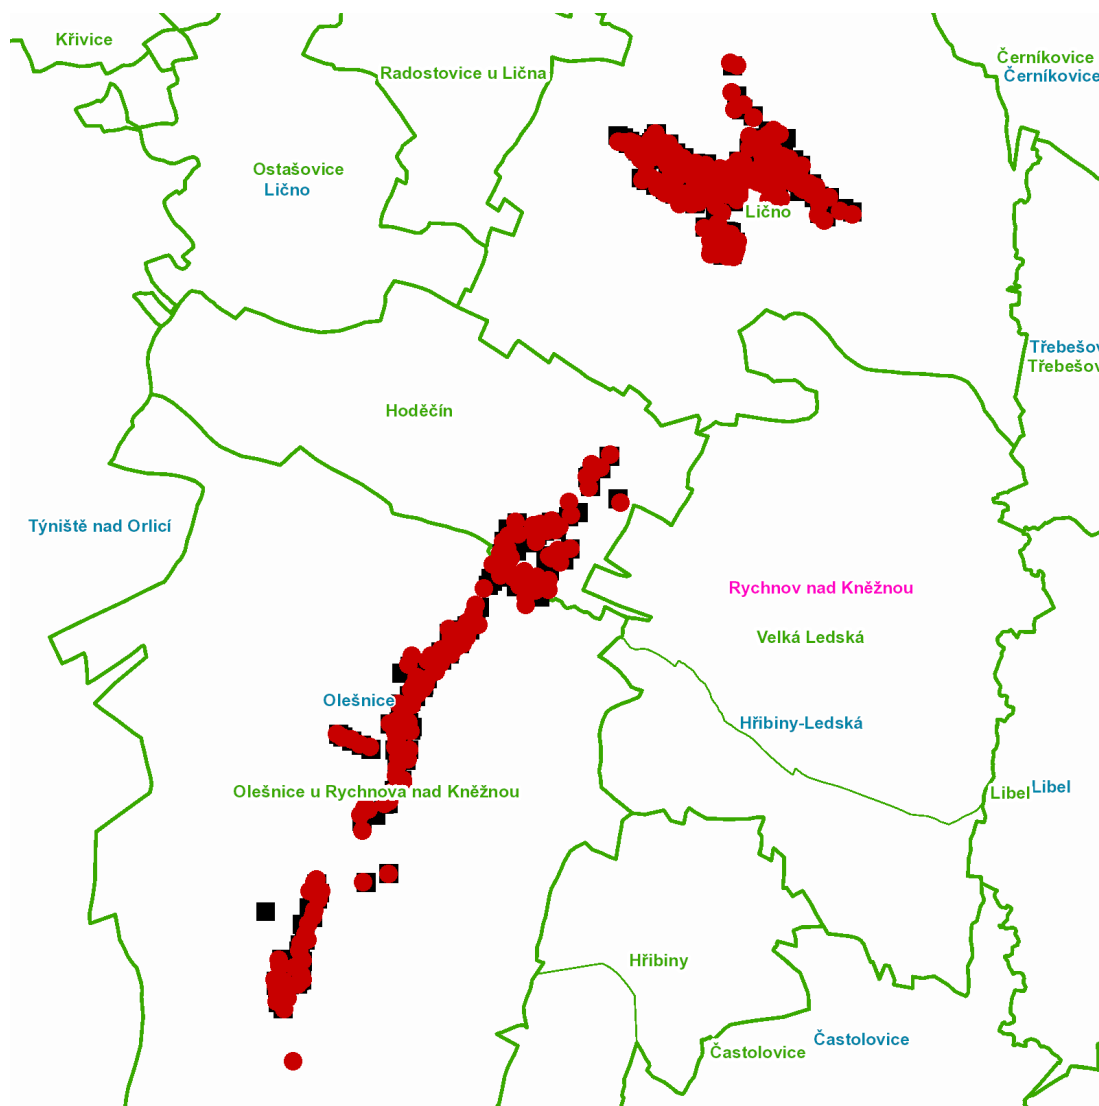 Křivice
Černíkovice
Radostovice u Lična
Černíkovice
Ostašovice
Lično
Lično
Třebešov
Třebešov
Hoděčín
Týniště nad Orlicí
Rychnov nad Kněžnou
Velká Ledská
Olešnice
Hřibiny-Ledská
Libel
Olešnice u Rychnova nad Kněžnou
Libel
Hřibiny
Častolovice
Častolovice